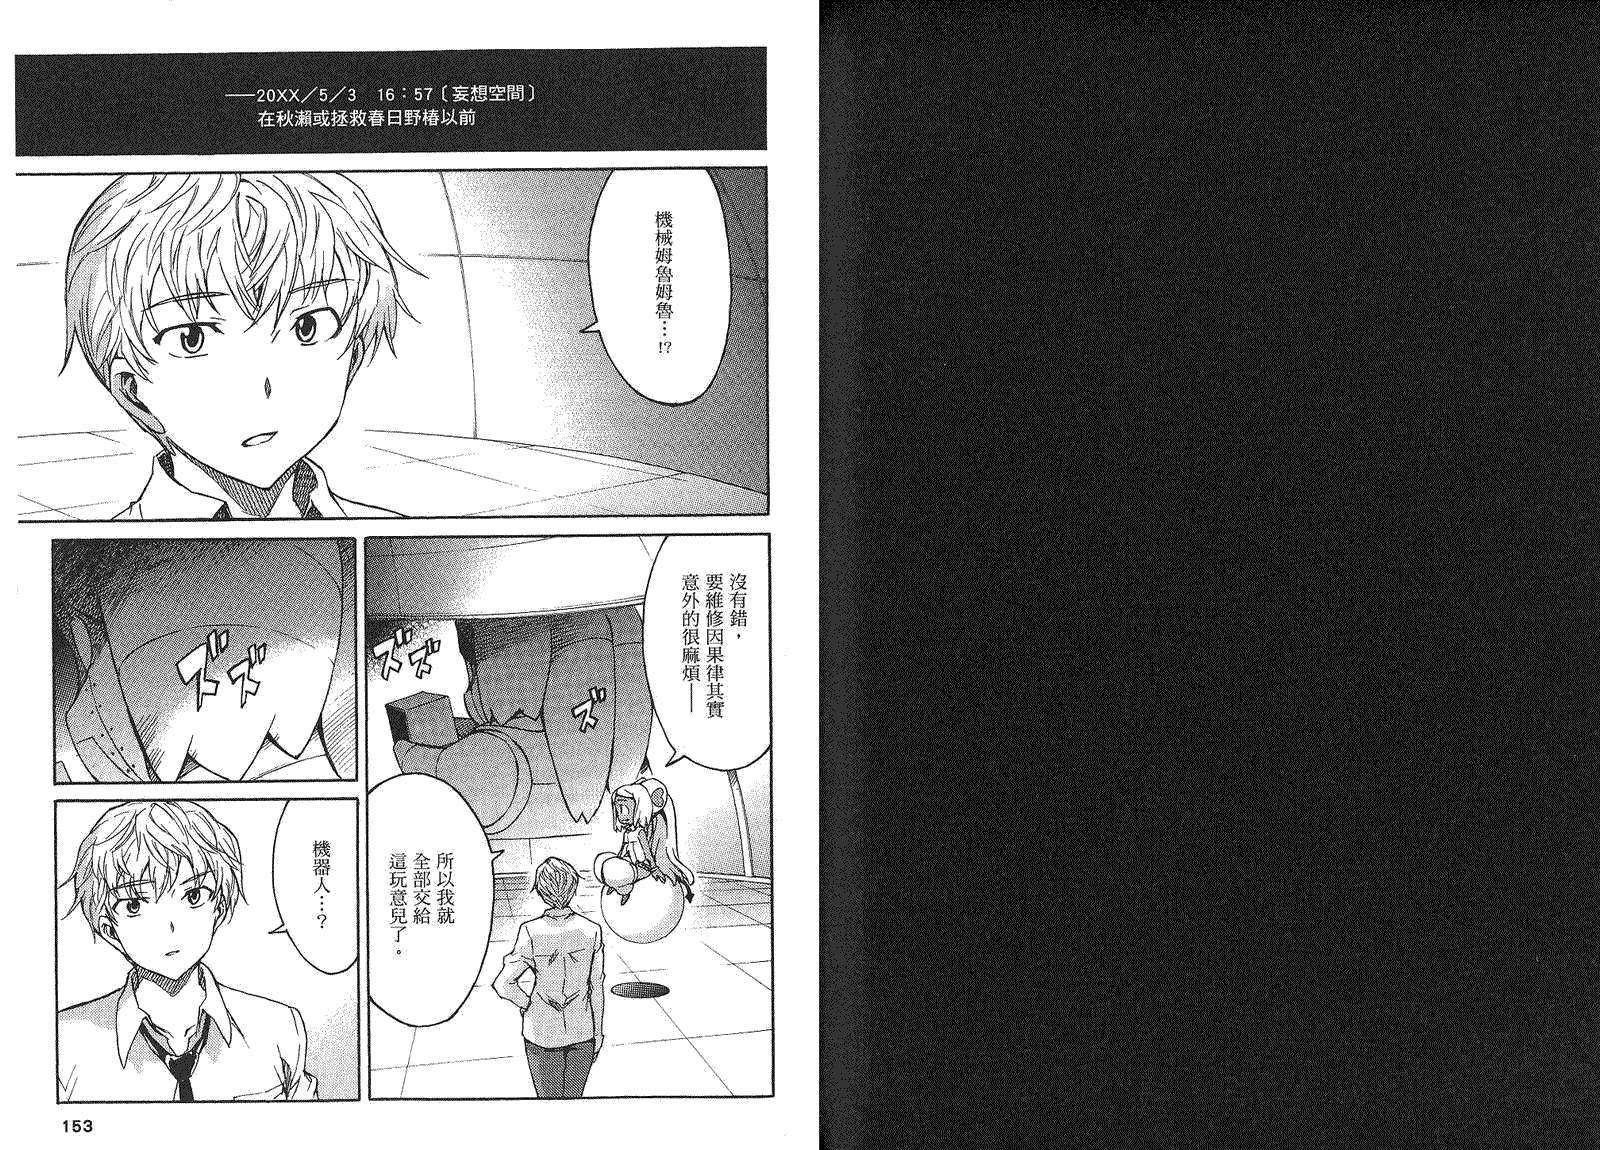 ——20XX／5／3　16：57〔妄想空間〕
在秋瀨或拯救春日野椿以前
機械姆魯姆魯…!?
沒有錯，
要維修因果律其實
意外的很麻煩——
ズズ
ズ
所以我就
全部交給
這玩意兒了。
ズズ
機器人…？
153